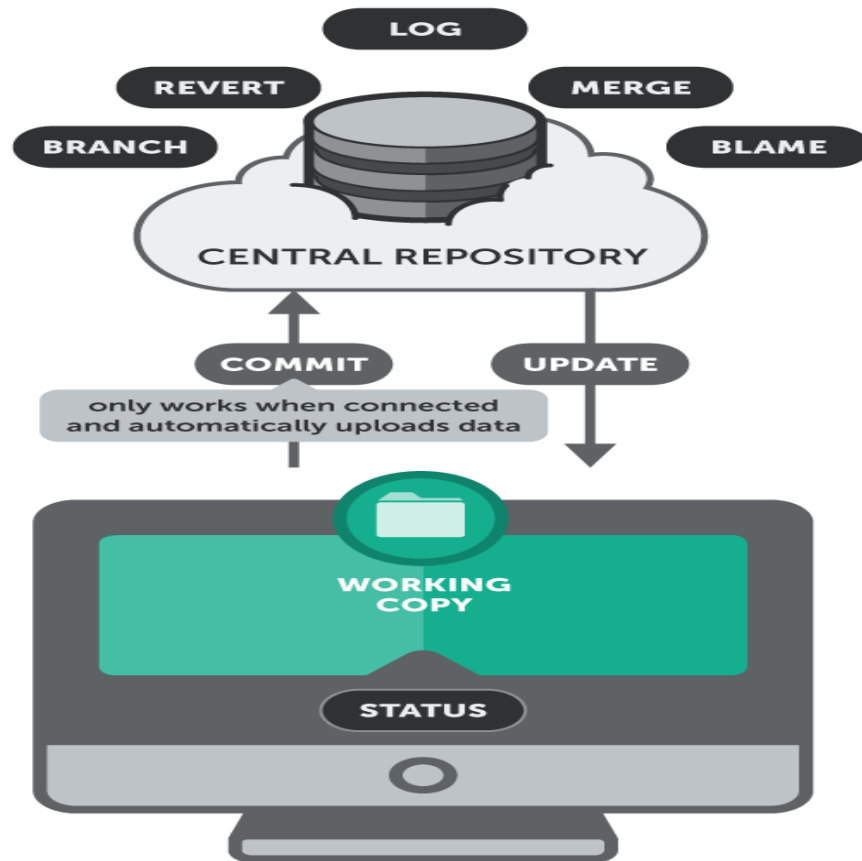 LOG
REVERT
MERGE
BRANCH
BLAME
CENTRAL REPOSITORY
COMMIT
UPDATE
only works when connected
and automatically uploads data
WORKING
COPY
STATUS